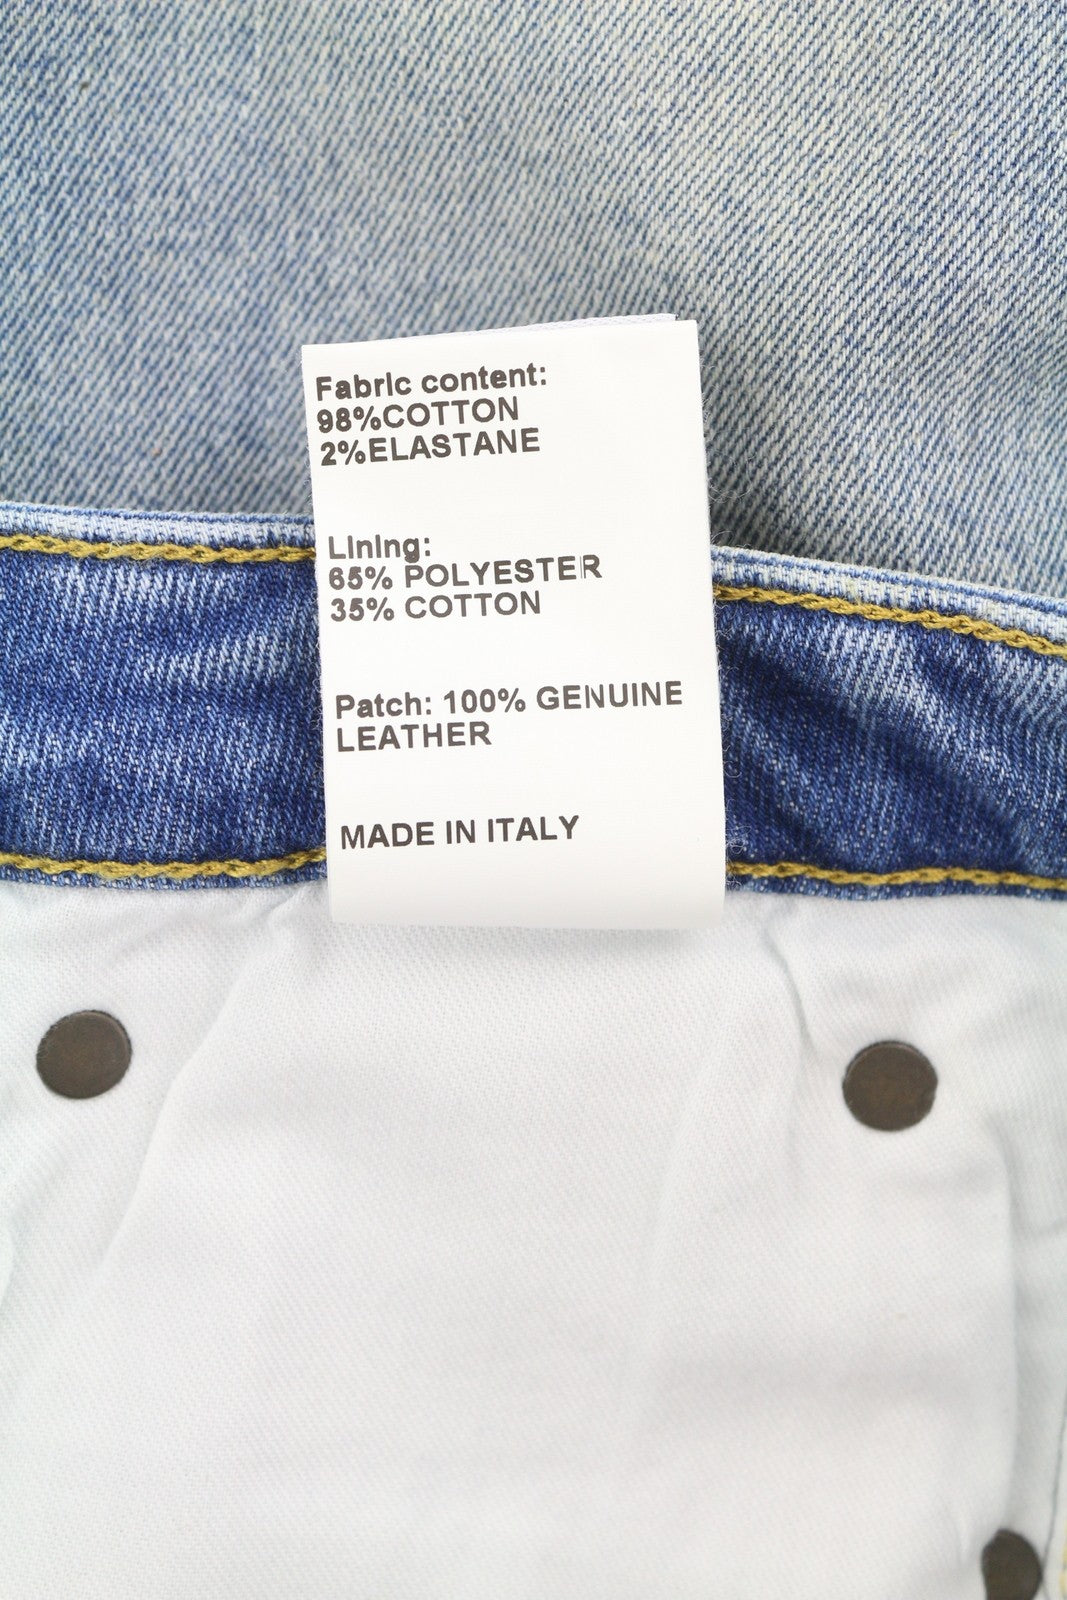 Fabric content:
98%COTTON
2%ELASTANE
Lining:
65% POLYESTER
35% COTTON
Patch: 100% GENUINE
LEATHER
MADE IN ITALY